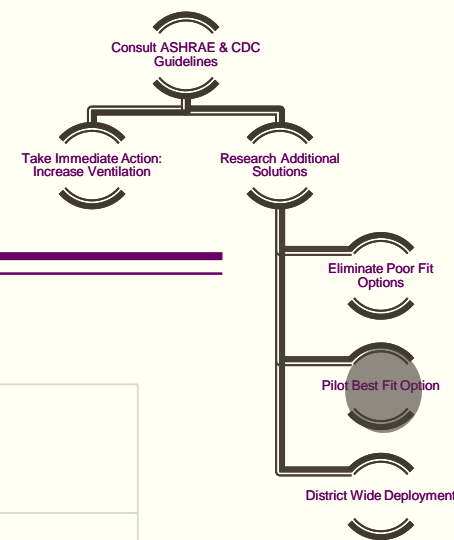 Consult ASHRAE & CDC
Guidelines
Take Immediate Action:
Increase Ventilation
Research Additional
Solutions
Eliminate Poor Fit
Options
Pilot Best Fit Option
District Wide Deployment